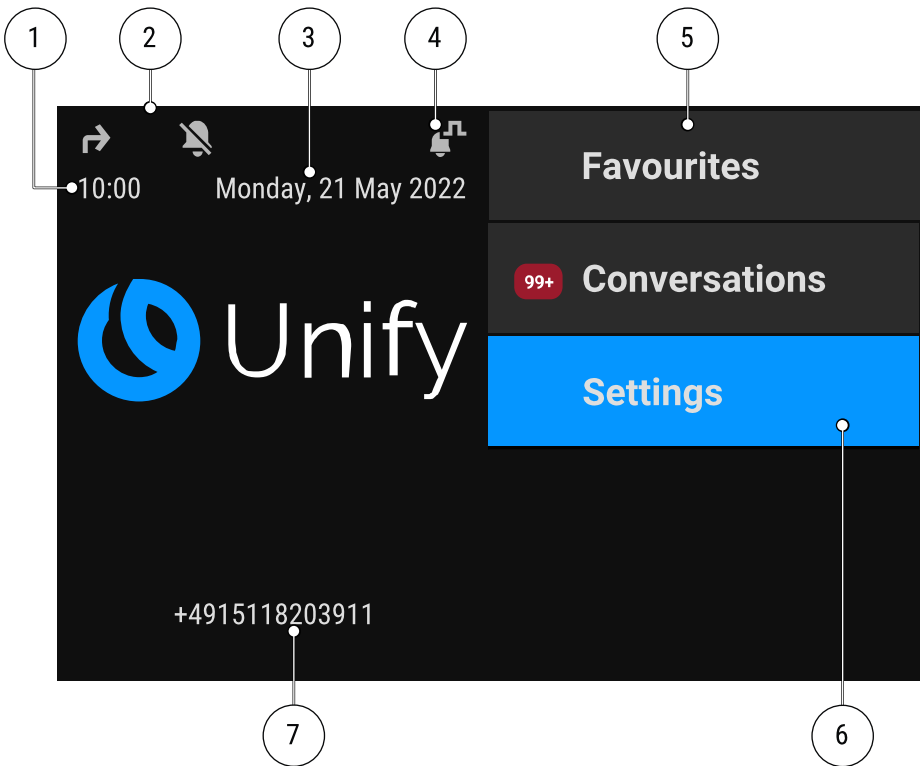 1 2 3 4 5
Favourites
10:00 Monday, 21 May 2022
99+ Conversations
Unify
Settings
+4915118203911
7 6